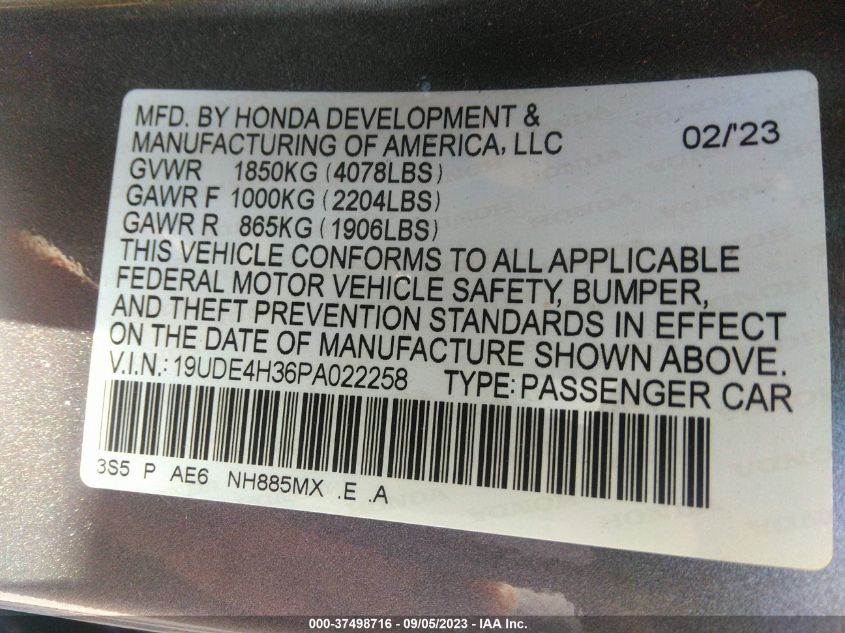 MFD. BY HONDA DEVELOPMENT &
MANUFACTURING OF AMERICA, LLC 02/'23
GVWR 1850KG (4078LBS)
GAWR F 1000KG (2204LBS)
GAWR R 865KG (1906LBS)
THIS VEHICLE CONFORMS TO ALL APPLICABLE
FEDERAL MOTOR VEHICLE SAFETY, BUMPER,
AND THEFT PREVENTION STANDARDS IN EFFECT
ON THE DATE OF MANUFACTURE SHOWN ABOVE.
V.I.N.: 19UDE4H36PA022258 TYPE: PASSENGER CAR
3S5 P AE6 NH885MX .E .A
000-37498716 - 09/05/2023 - IAA Inc.